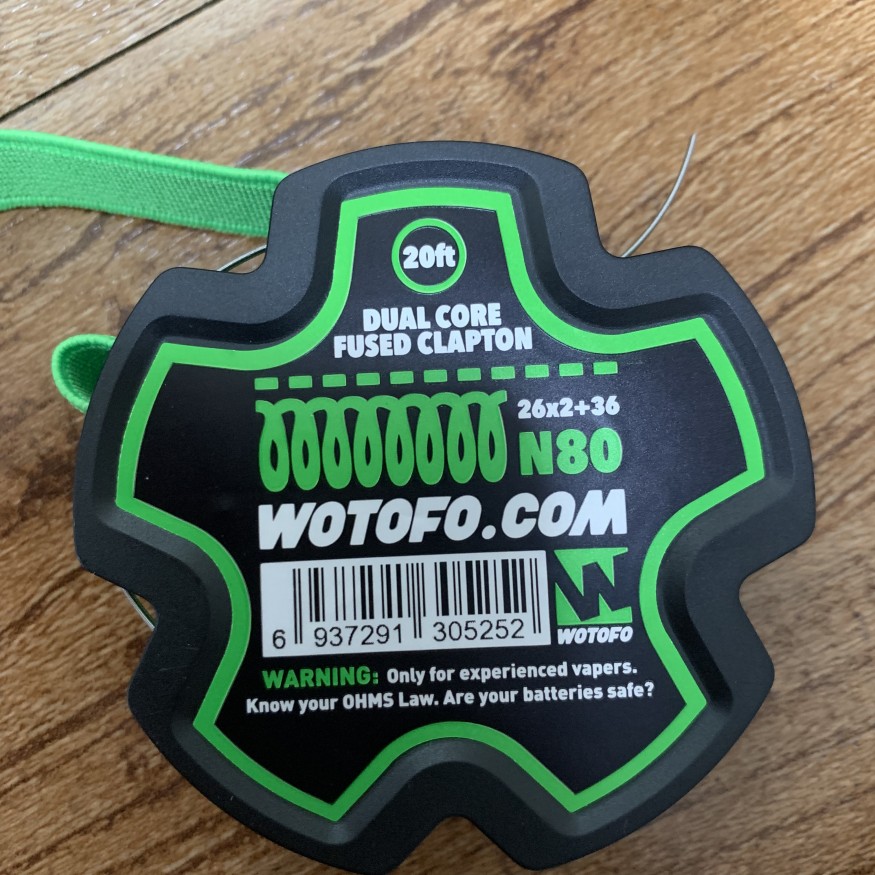 20ft
DUAL CORE
FUSED CLAPTON
26x2+36
N80
WOTOFO.COM
6 937291 305252
WOTOFO
WARNING: Only for experienced vapers.
Know your OHMS Law. Are your batteries safe?